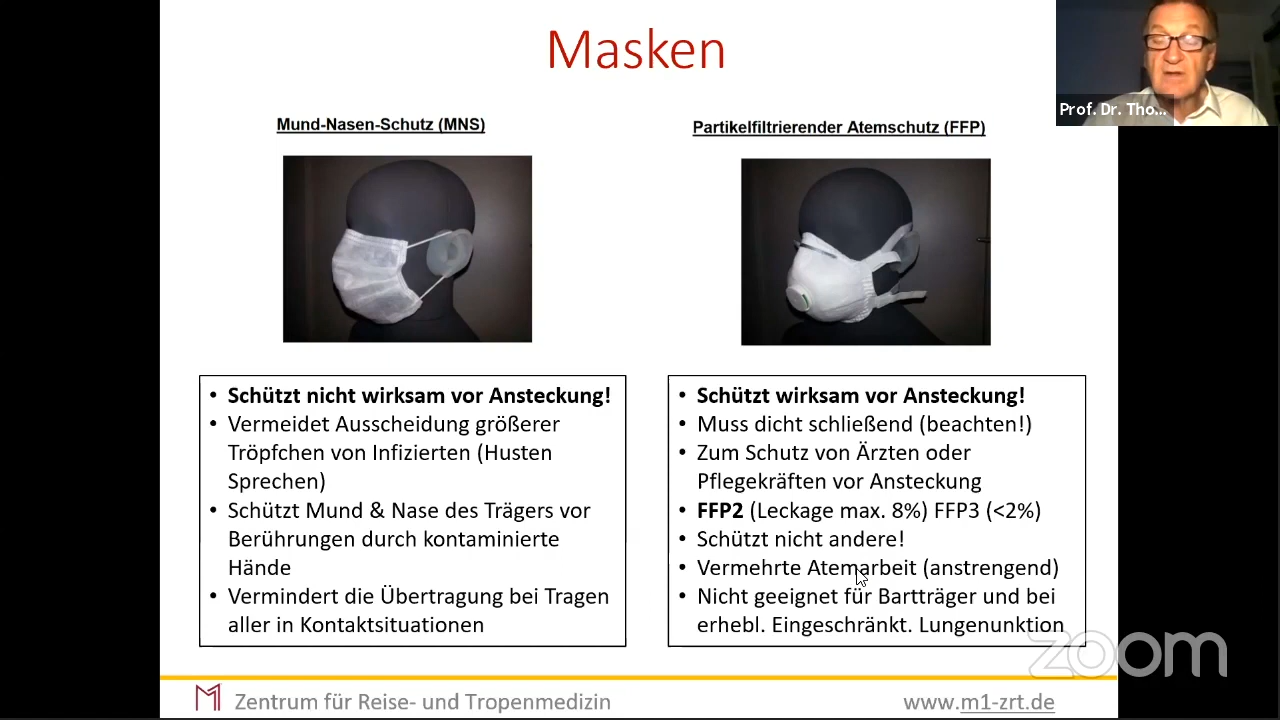 Masken
Prof. Dr. Tho...
Mund-Nasen-Schutz (MNS)
Partikelfiltrierender Atemschutz (FFP)
• Schützt nicht wirksam vor Ansteckung!
• Vermeidet Ausscheidung größerer
Tröpfchen von Infizierten (Husten
Sprechen)
• Schützt Mund & Nase des Trägers vor
Berührungen durch kontaminierte
Hände
• Vermindert die Übertragung bei Tragen
aller in Kontaktsituationen
• Schützt wirksam vor Ansteckung!
• Muss dicht schließend (beachten!)
• Zum Schutz von Ärzten oder
Pflegekräften vor Ansteckung
• FFP2 (Leckage max. 8%) FFP3 (<2%)
• Schützt nicht andere!
• Vermehrte Atemarbeit (anstrengend)
• Nicht geeignet für Bartträger und bei
erhebl. Eingeschränkt. Lungenunktion
zoom
Zentrum für Reise- und Tropenmedizin
www.m1-zrt.de